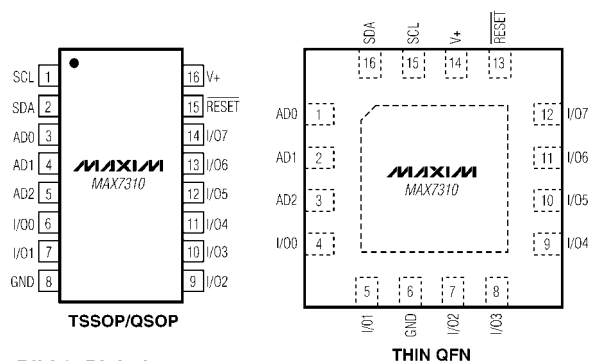 SCL 1 16 V+
SDA 2 15 RESET
AD0 3 14 I/O7
AD1 4 13 I/O6
AD2 5 12 I/O5
I/O0 6 11 I/O4
I/O1 7 10 I/O3
GND 8 9 I/O2
MAXIM
MAX7310
TSSOP/QSOP
SDA SCL V+ RESET
16 15 14 13
AD0 1 12 I/O7
AD1 2 11 I/O6
AD2 3 10 I/O5
I/O0 4 9 I/O4
MAXIM
MAX7310
5 6 7 8
I/O1 GND I/O2 I/O3
THIN QFN